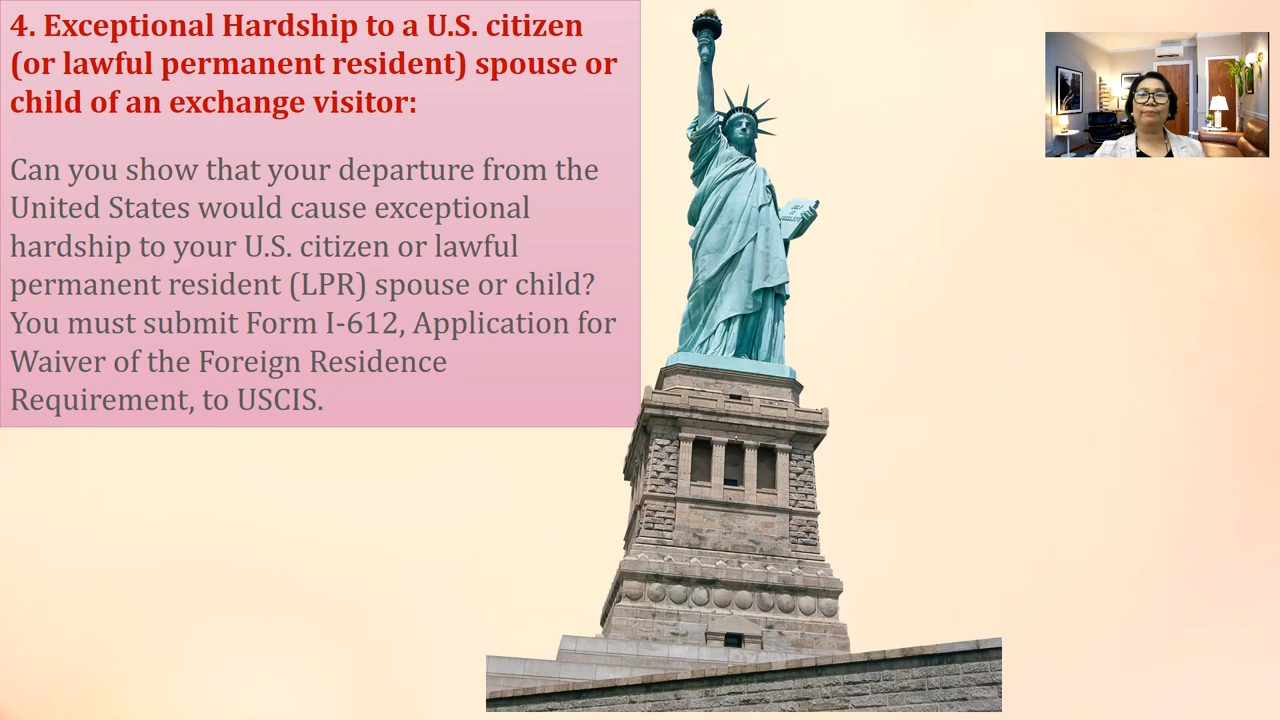 4. Exceptional Hardship to a U.S. citizen
(or lawful permanent resident) spouse or
child of an exchange visitor:
Can you show that your departure from the
United States would cause exceptional
hardship to your U.S. citizen or lawful
permanent resident (LPR) spouse or child?
You must submit Form I-612, Application for
Waiver of the Foreign Residence
Requirement, to USCIS.